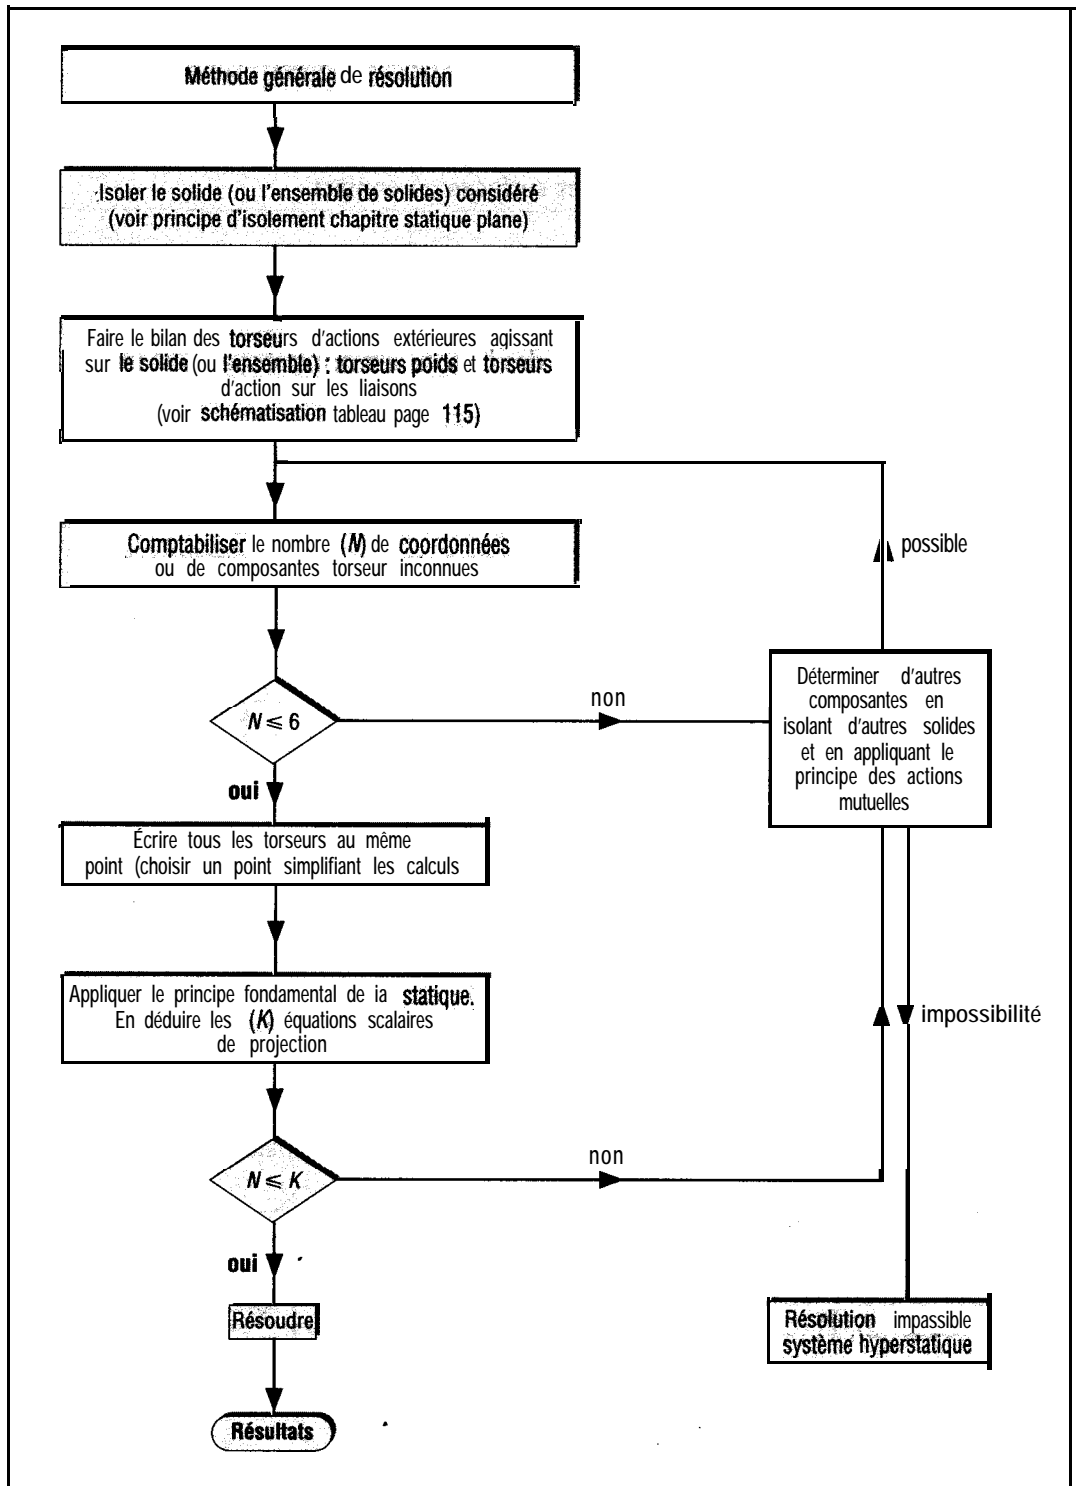 Méthode générale de résolution
Isoler le solide (ou l'ensemble de solides) considéré
(voir principe d'isolement chapitre statique plane)
Faire le bilan des torseurs d'actions extérieures agissant
sur le solide (ou l'ensemble) : torseurs poids et torseurs
d'action sur les liaisons
(voir schématisation tableau page 115)
Comptabiliser le nombre (N) de coordonnées
ou de composantes torseur inconnues
possible
Déterminer d'autres
composantes en
isolant d'autres solides
et en appliquant le
principe des actions
mutuelles
N ≤ 6
non
oui
Écrire tous les torseurs au même
point (choisir un point simplifiant les calculs
Appliquer le principe fondamental de ia statique.
En déduire les (K) équations scalaires
de projection
impossibilité
N ≤ K
non
oui
Résoudre
Résolution impassible
système hyperstatique
Résultats